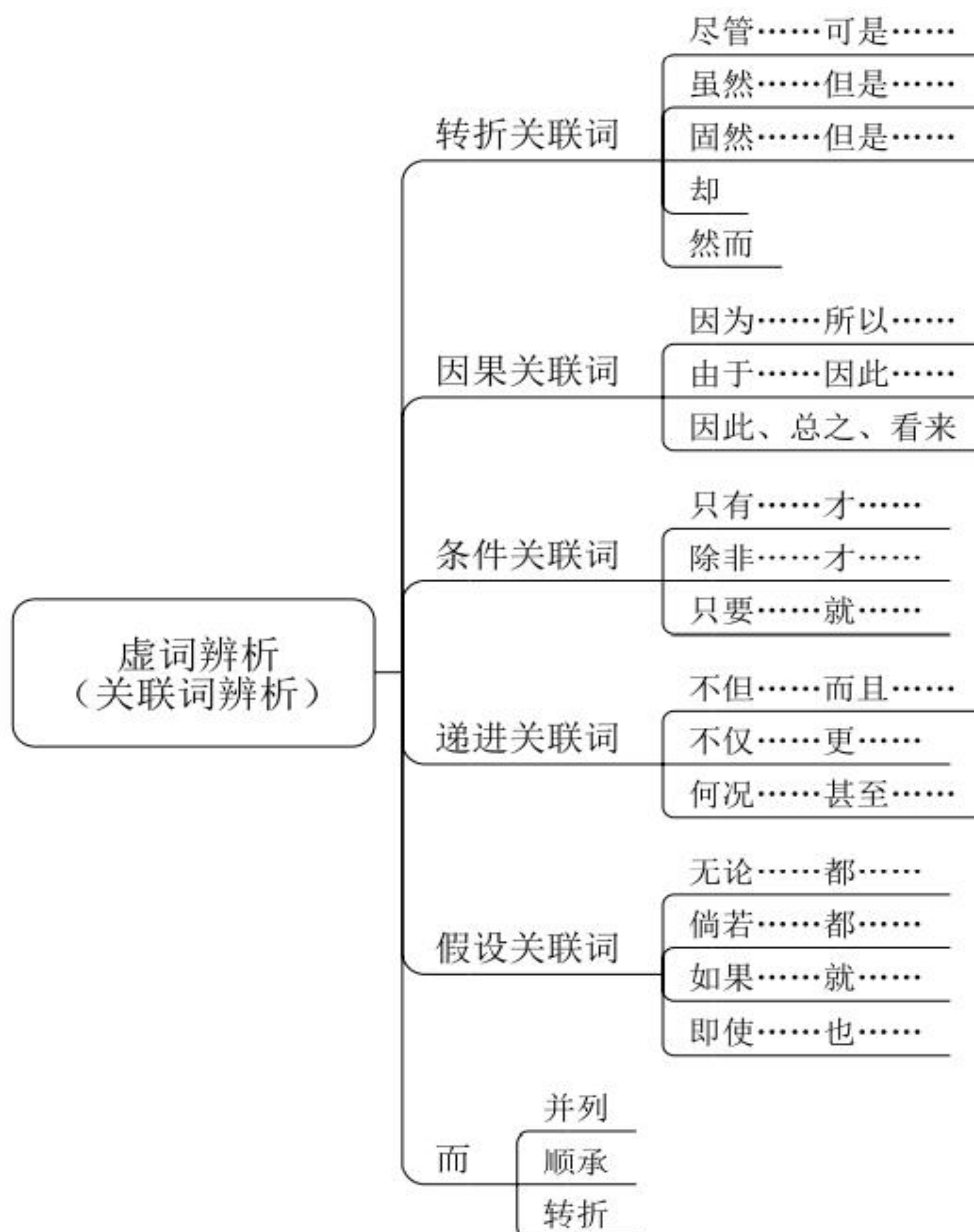 虚词辨析
（关联词辨析）
转折关联词
尽管……可是……
虽然……但是……
固然……但是……
却
然而
因果关联词
因为……所以……
由于……因此……
因此、总之、看来
条件关联词
只有……才……
除非……才……
只要……就……
递进关联词
不但……而且……
不仅……更……
何况……甚至……
假设关联词
无论……都……
倘若……都……
如果……就……
即使……也……
而
并列
顺承
转折